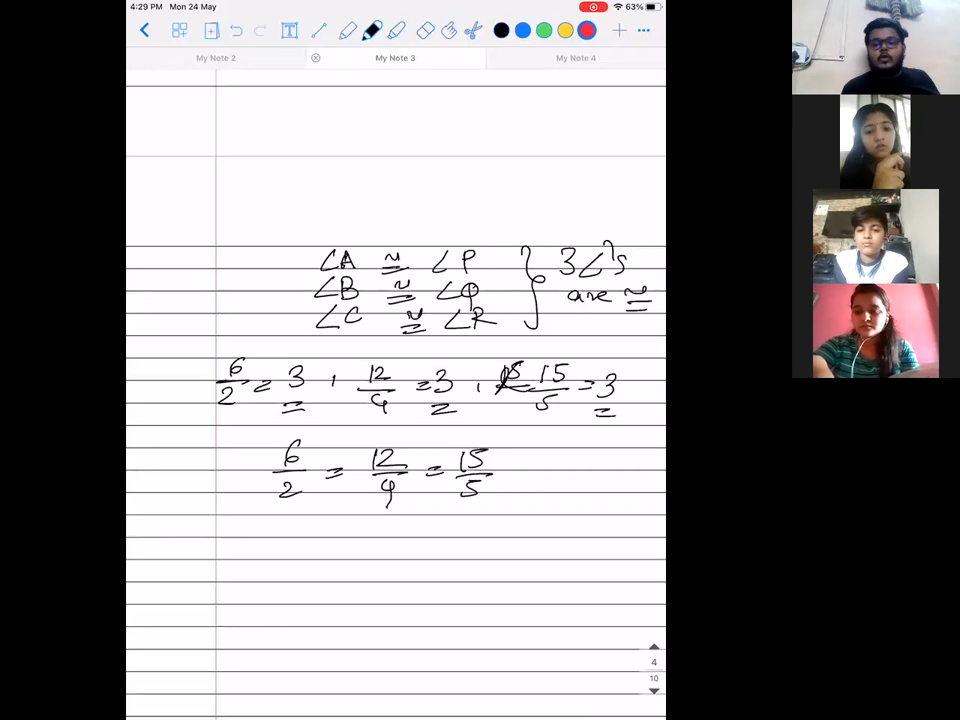 4:29 PM Mon 24 May
63%
My Note 2
My Note 3
My Note 4
∠A ≅ ∠P
∠B ≅ ∠Q
∠C ≅ ∠R
} 3∠'s
are ≅
6/2 = 3 , 12/4 = 3 , 15/5 = 3
6/2 = 12/4 = 15/5
4
10